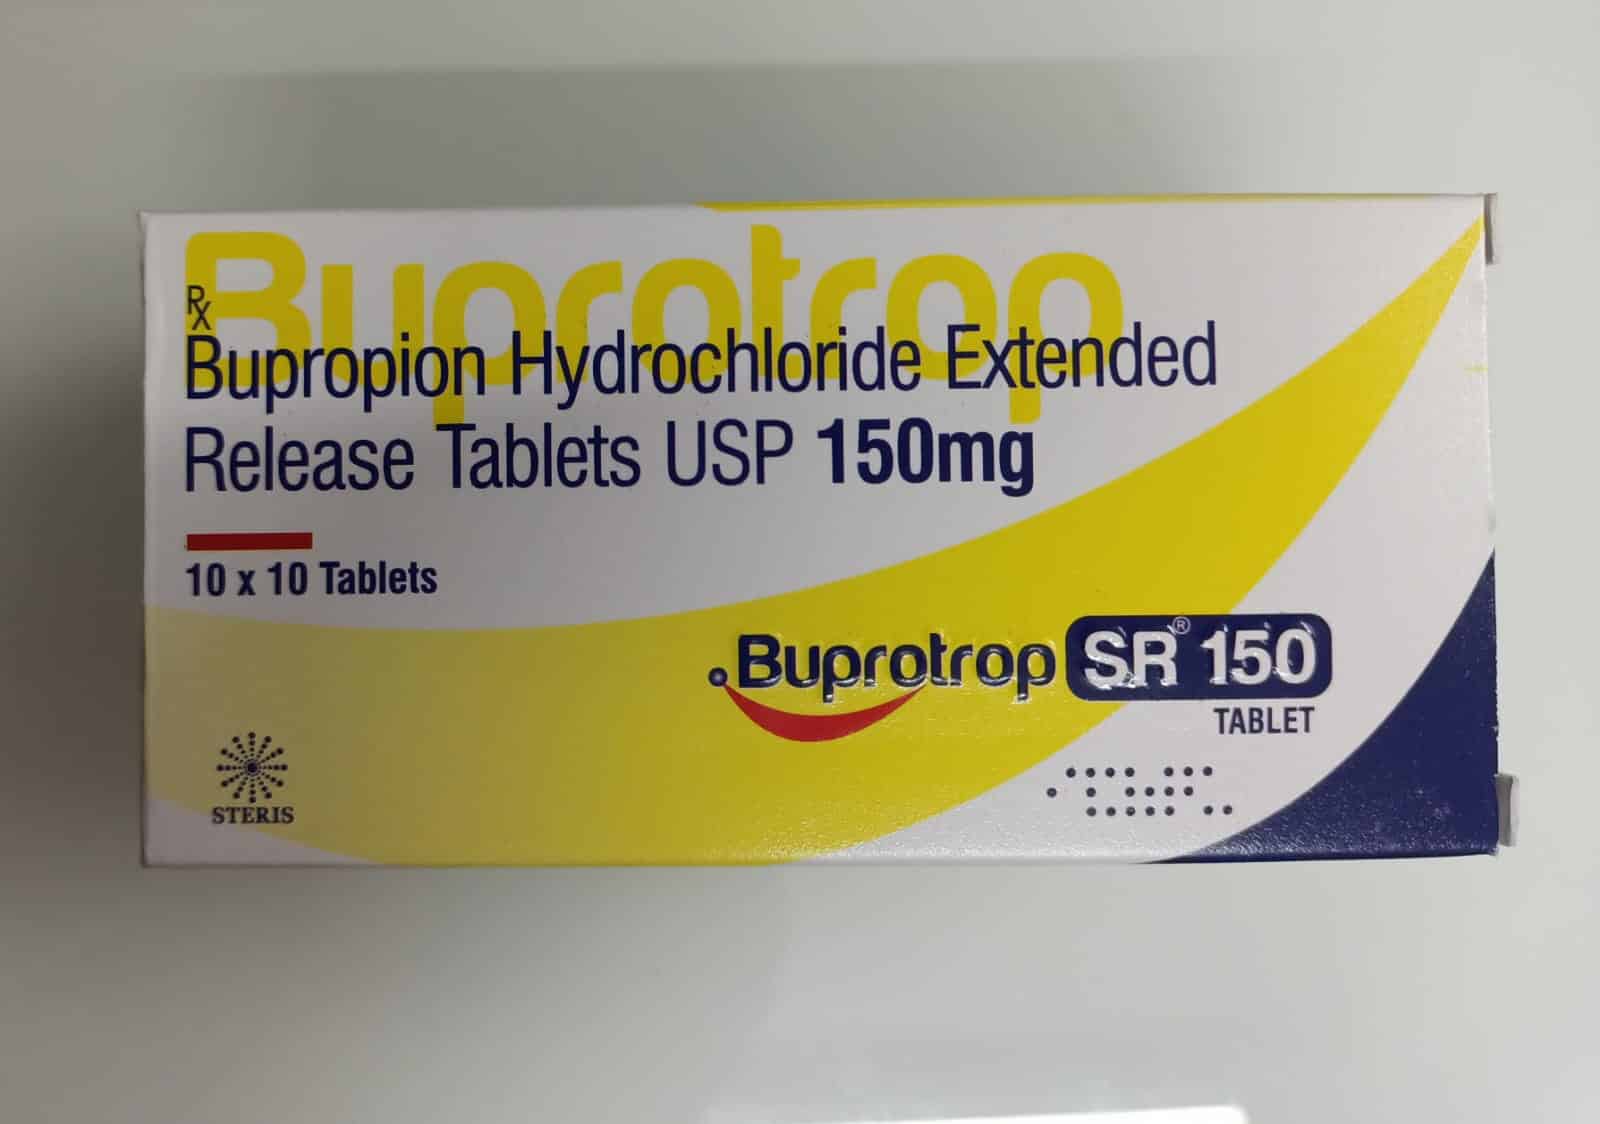 Buprotrop
Rx
Bupropion Hydrochloride Extended
Release Tablets USP 150mg
10 x 10 Tablets
Buprotrop SR® 150
TABLET
STERIS